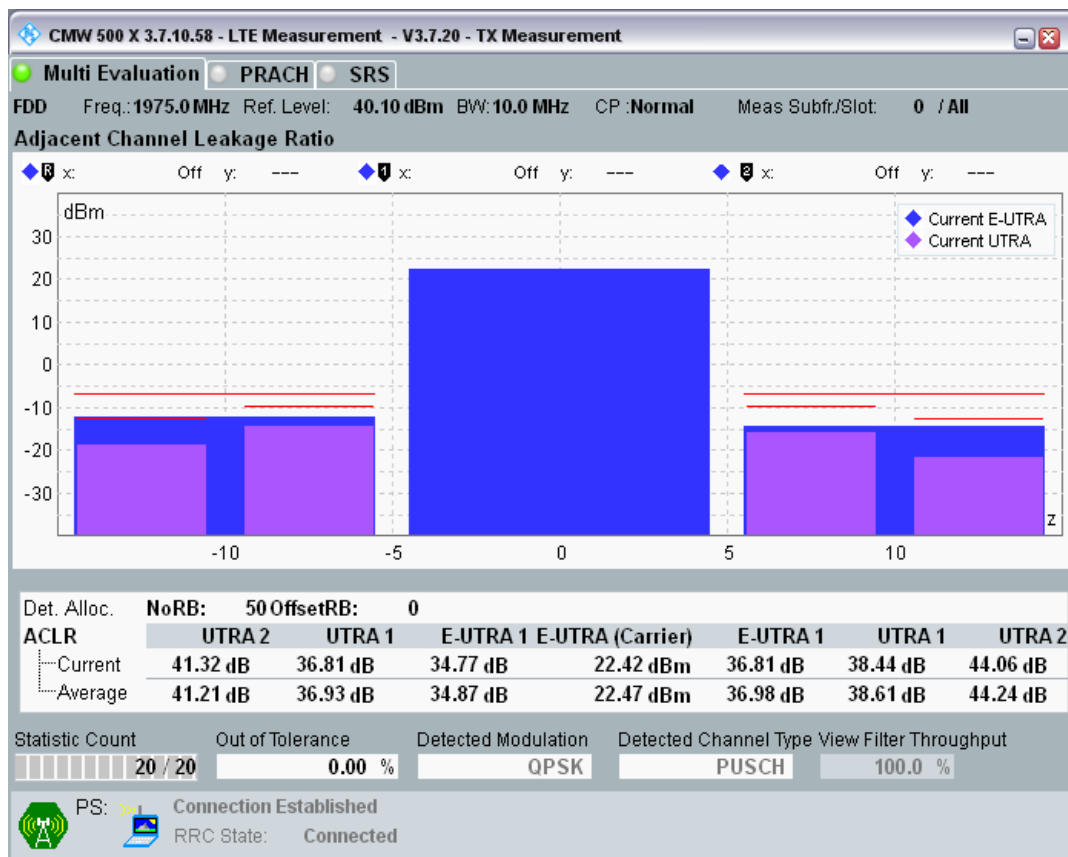 CMW 500 X 3.7.10.58 - LTE Measurement - V3.7.20 - TX Measurement
Multi Evaluation PRACH SRS
FDD Freq.:1975.0 MHz Ref. Level: 40.10 dBm BW: 10.0 MHz CP :Normal Meas Subfr./Slot: 0 / All
Adjacent Channel Leakage Ratio
R x: Off y: --- 1 x: Off y: --- 2 x: Off y: ---
dBm
Current E-UTRA
Current UTRA
30
20
10
0
-10
-20
-30
z
-10 -5 0 5 10
Det. Alloc. NoRB: 50 OffsetRB: 0
ACLR UTRA 2 UTRA 1 E-UTRA 1 E-UTRA (Carrier) E-UTRA 1 UTRA 1 UTRA 2
Current 41.32 dB 36.81 dB 34.77 dB 22.42 dBm 36.81 dB 38.44 dB 44.06 dB
Average 41.21 dB 36.93 dB 34.87 dB 22.47 dBm 36.98 dB 38.61 dB 44.24 dB
Statistic Count Out of Tolerance Detected Modulation Detected Channel Type View Filter Throughput
20 / 20 0.00 % QPSK PUSCH 100.0 %
PS: Connection Established
RRC State: Connected